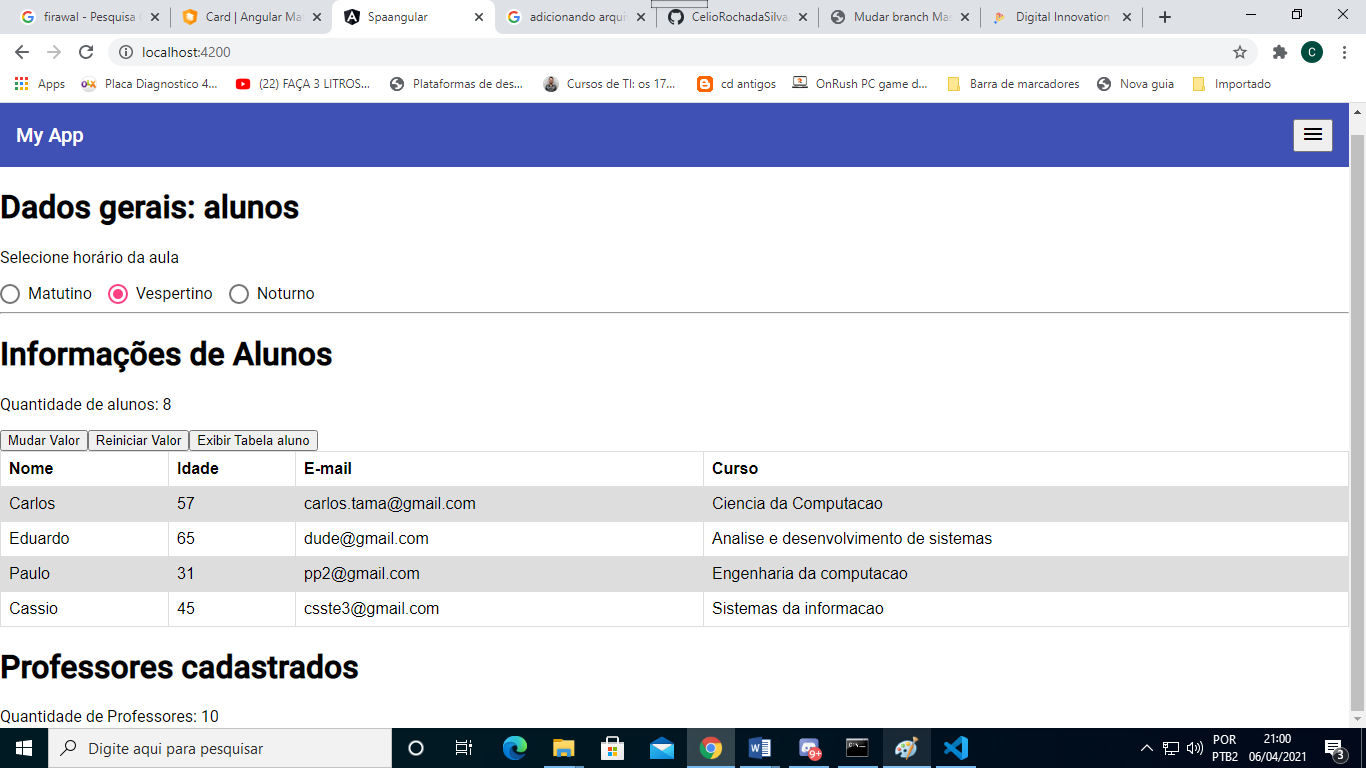 firawal - Pesquisa
Card | Angular Ma
Spaangular
adicionando arqui
CelioRochadaSilva
Mudar branch Mas
Digital Innovation
localhost:4200
C
Apps
Placa Diagnostico 4...
(22) FAÇA 3 LITROS...
Plataformas de des...
Cursos de TI: os 17...
cd antigos
OnRush PC game d...
Barra de marcadores
Nova guia
Importado
My App
Dados gerais: alunos
Selecione horário da aula
Matutino Vespertino Noturno
Informações de Alunos
Quantidade de alunos: 8
Mudar Valor Reiniciar Valor Exibir Tabela aluno
Nome Idade E-mail Curso
Carlos 57 carlos.tama@gmail.com Ciencia da Computacao
Eduardo 65 dude@gmail.com Analise e desenvolvimento de sistemas
Paulo 31 pp2@gmail.com Engenharia da computacao
Cassio 45 csste3@gmail.com Sistemas da informacao
Professores cadastrados
Quantidade de Professores: 10
Digite aqui para pesquisar
9+
POR
PTB2
21:00
06/04/2021
3